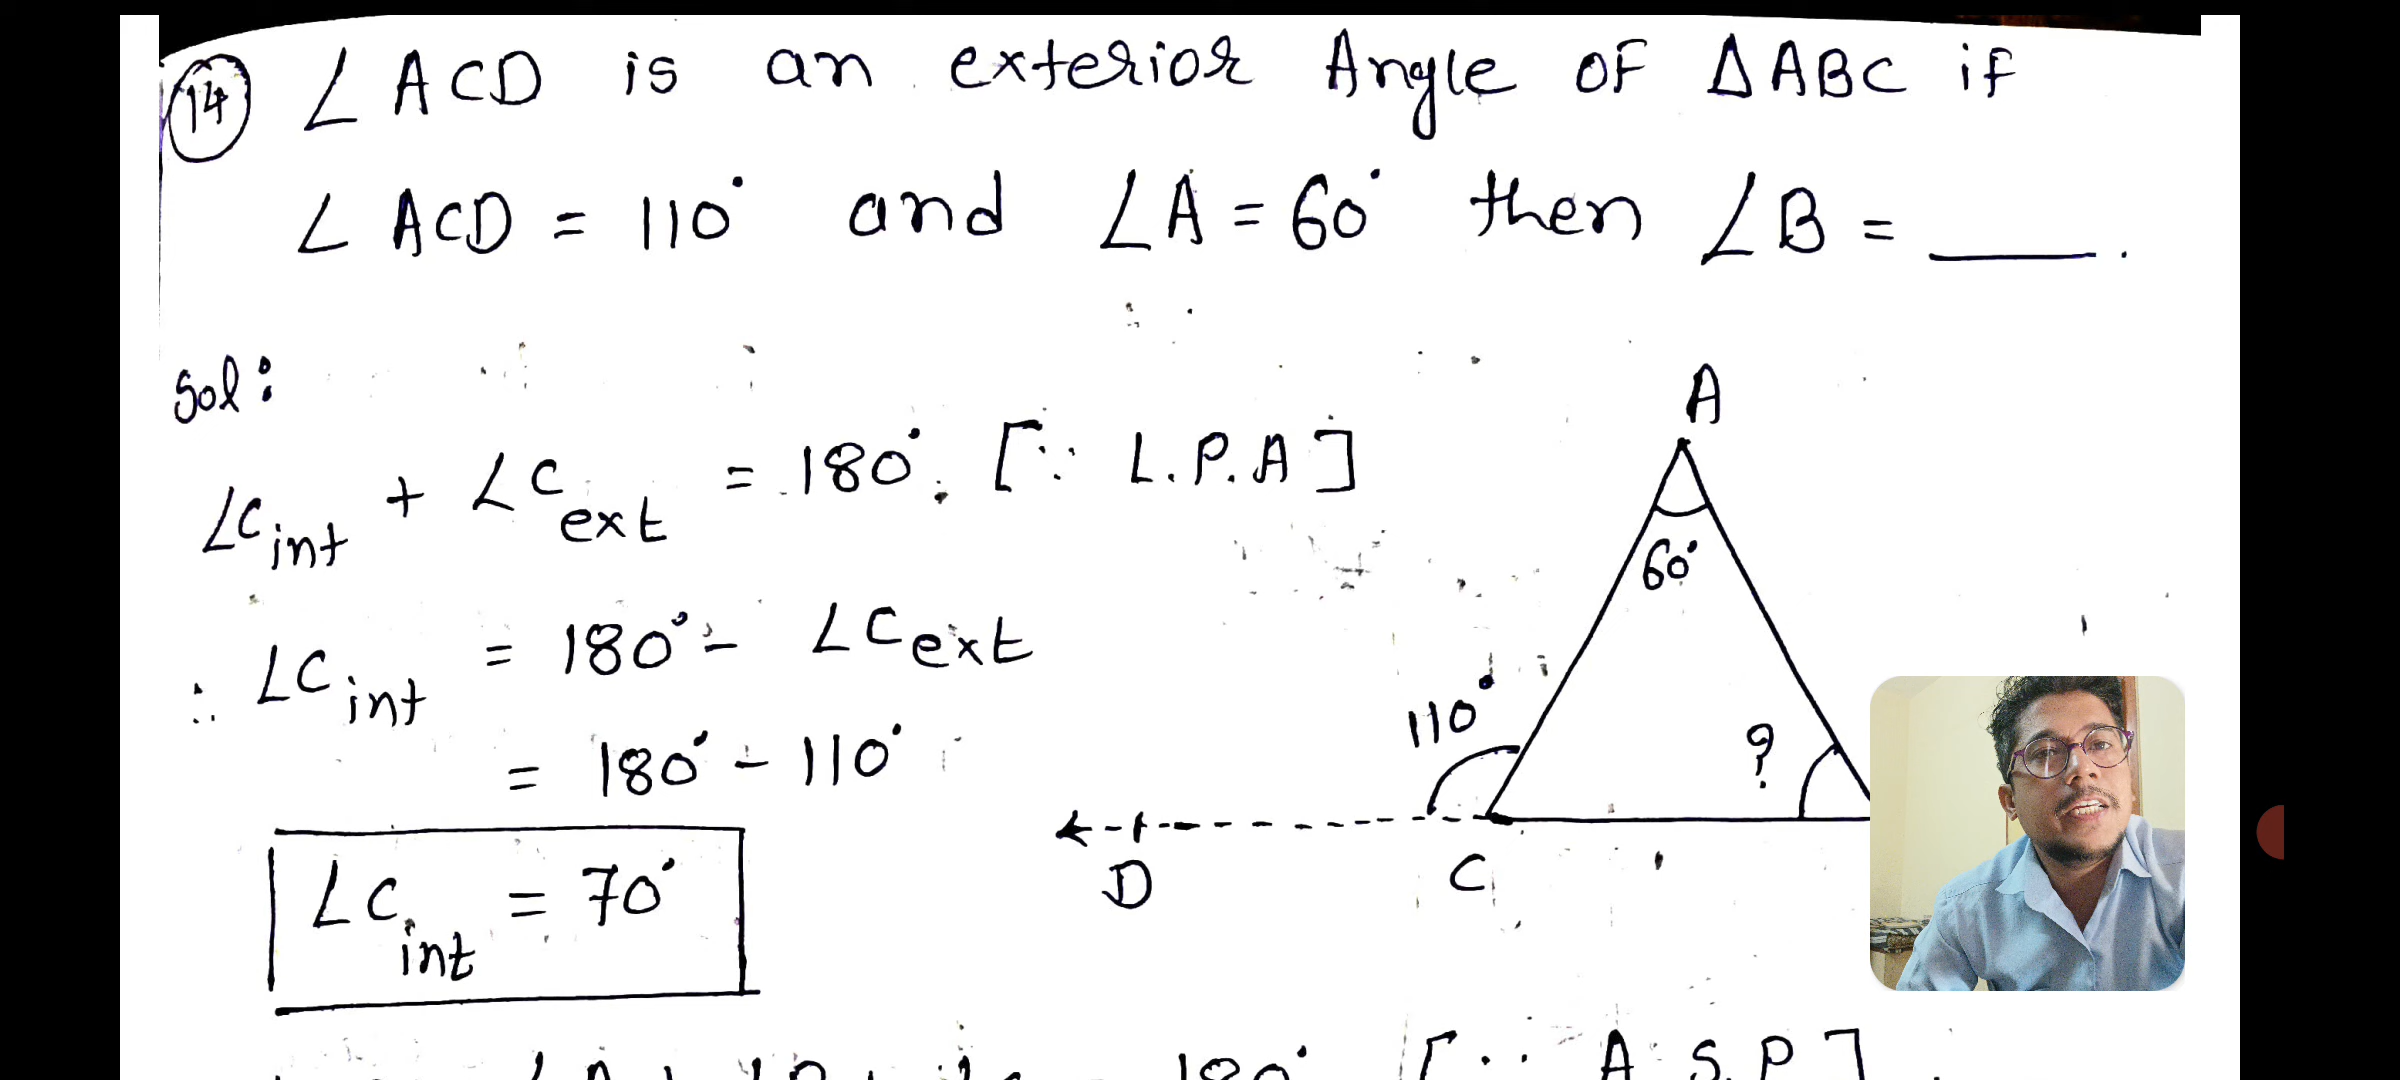 14 ∠ACD is an exterior Angle OF ΔABC if
∠ACD = 110° and ∠A = 60° then ∠B = ____.
Sol:
∠C int + ∠C ext = 180° [∵ L.P.A]
∴ ∠C int = 180° - ∠C ext
= 180° - 110°
∠C int = 70°
A
60°
110°
?
D
C
180° [∵ A.S.P]